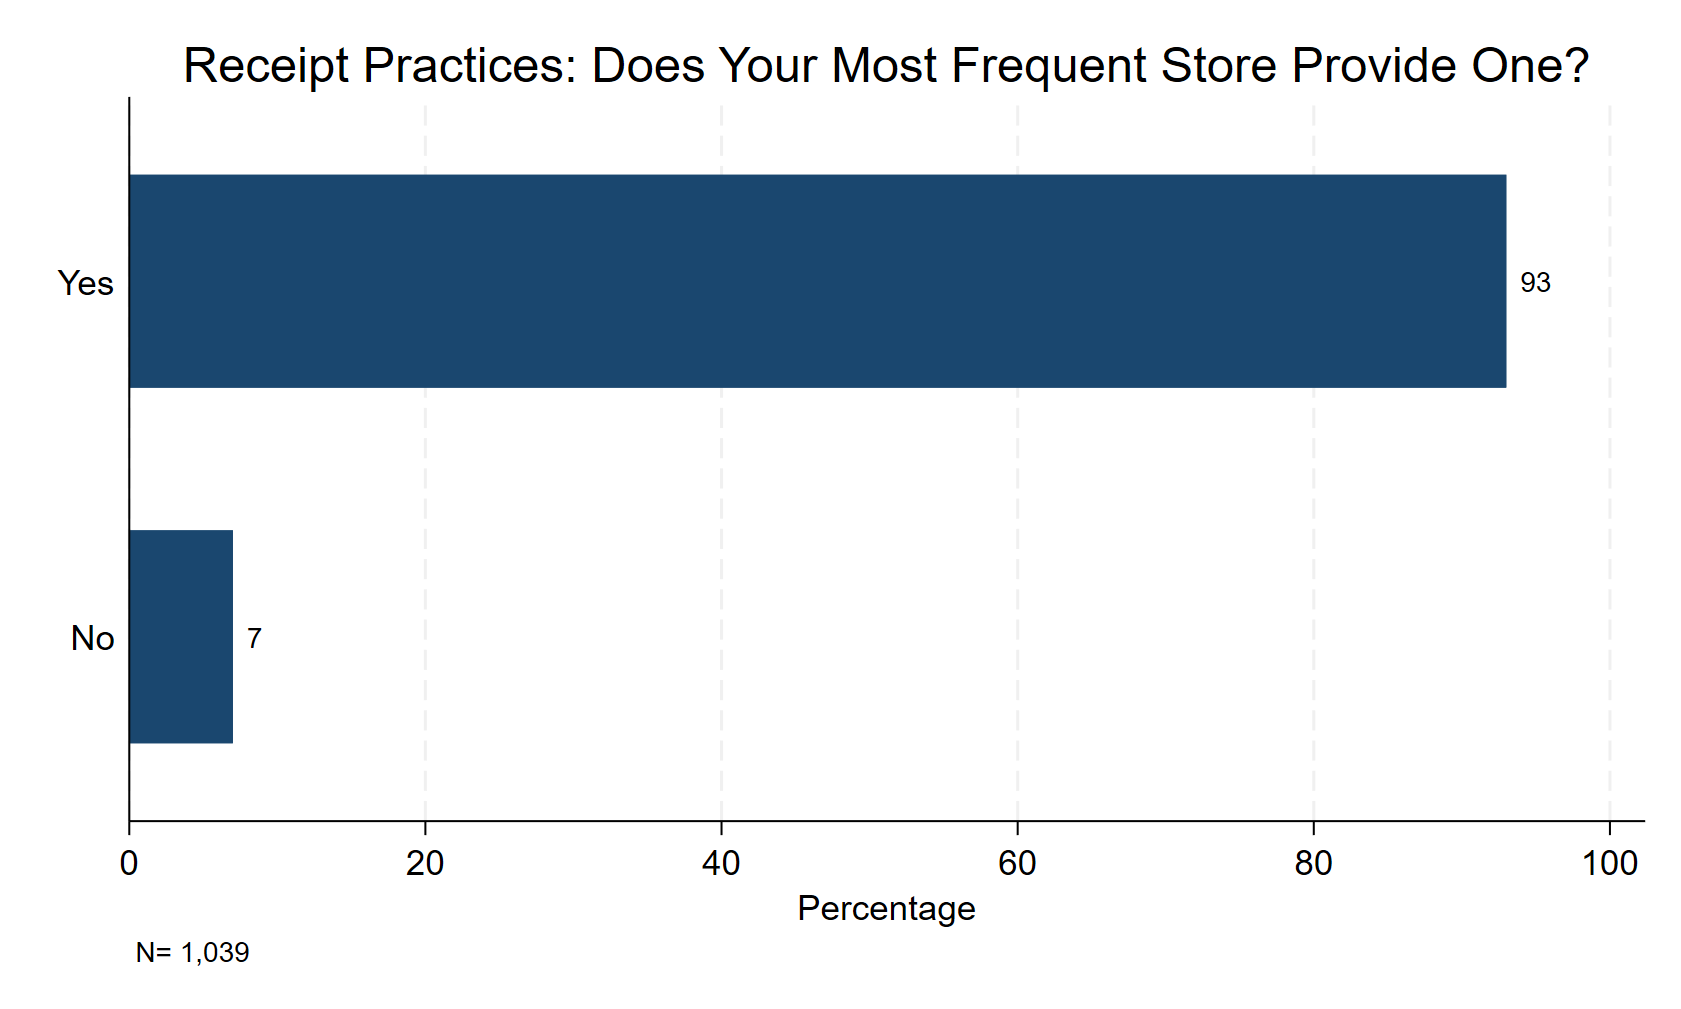 Receipt Practices: Does Your Most Frequent Store Provide One?
Yes
93
No
7
0 20 40 60 80 100
Percentage
N= 1,039